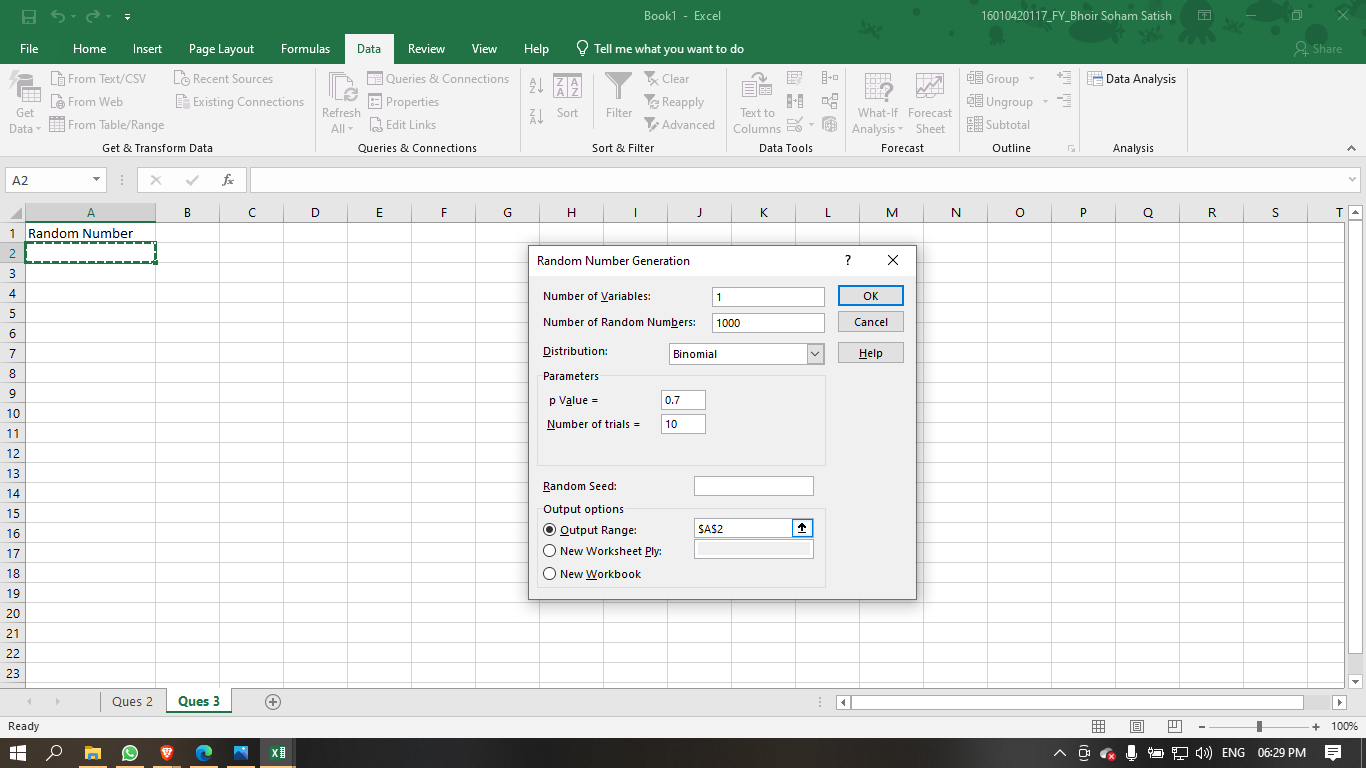 Book1 - Excel
16010420117_FY_Bhoir Soham Satish
File Home Insert Page Layout Formulas Data Review View Help Tell me what you want to do Share
Get Data
From Text/CSV
From Web
From Table/Range
Recent Sources
Existing Connections
Get & Transform Data
Refresh All
Queries & Connections
Properties
Edit Links
Queries & Connections
Sort
Filter
Clear
Reapply
Advanced
Sort & Filter
Text to Columns
Data Tools
What-If Analysis
Forecast Sheet
Forecast
Group
Ungroup
Subtotal
Outline
Data Analysis
Analysis
A2 fx
A B C D E F G H I J K L M N O P Q R S T
1 Random Number
2
3
4
5
6
7
8
9
10
11
12
13
14
15
16
17
18
19
20
21
22
23
Random Number Generation ?
Number of Variables: 1 OK
Number of Random Numbers: 1000 Cancel
Distribution: Binomial Help
Parameters
p Value = 0.7
Number of trials = 10
Random Seed:
Output options
Output Range: $A$2
New Worksheet Ply:
New Workbook
Ques 2 Ques 3
Ready 100%
ENG 06:29 PM